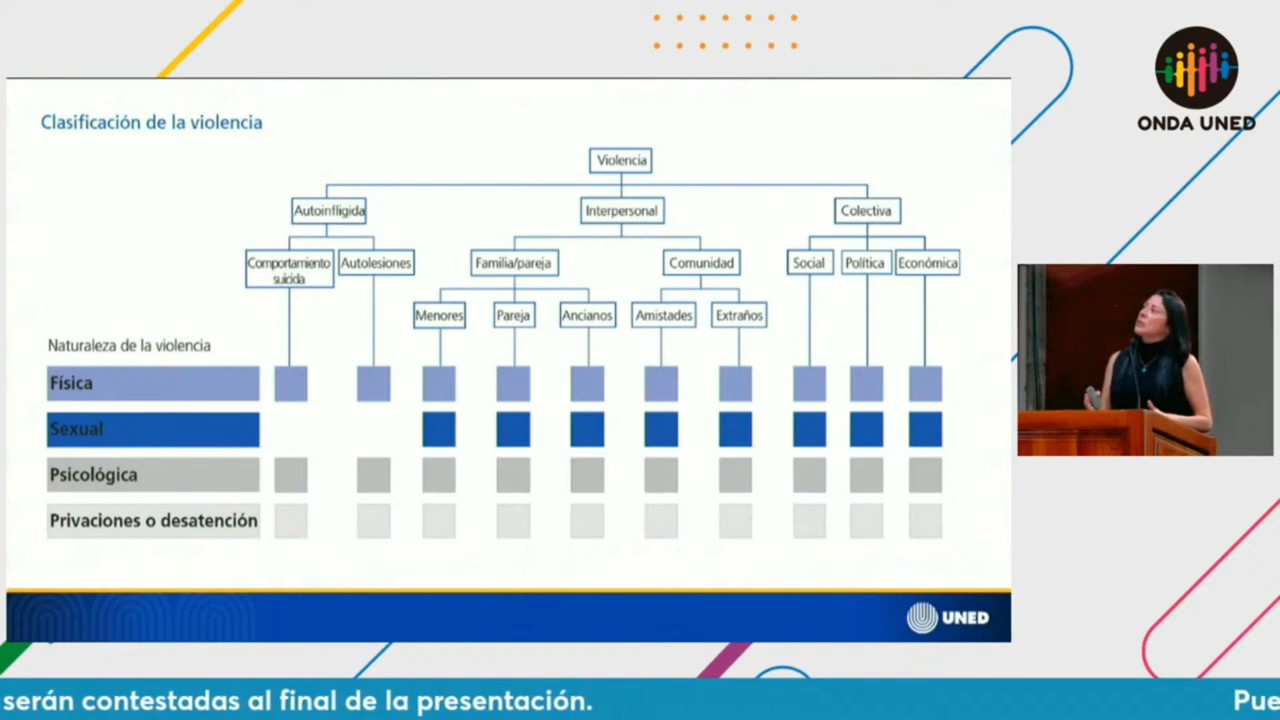 ONDA UNED
Clasificación de la violencia
Violencia
Autoinfligida
Interpersonal
Colectiva
Comportamiento
suicida
Autolesiones
Familia/pareja
Comunidad
Social
Política
Económica
Menores
Pareja
Ancianos
Amistades
Extraños
Naturaleza de la violencia
Física
Sexual
Psicológica
Privaciones o desatención
UNED
serán contestadas al final de la presentación.
Pue